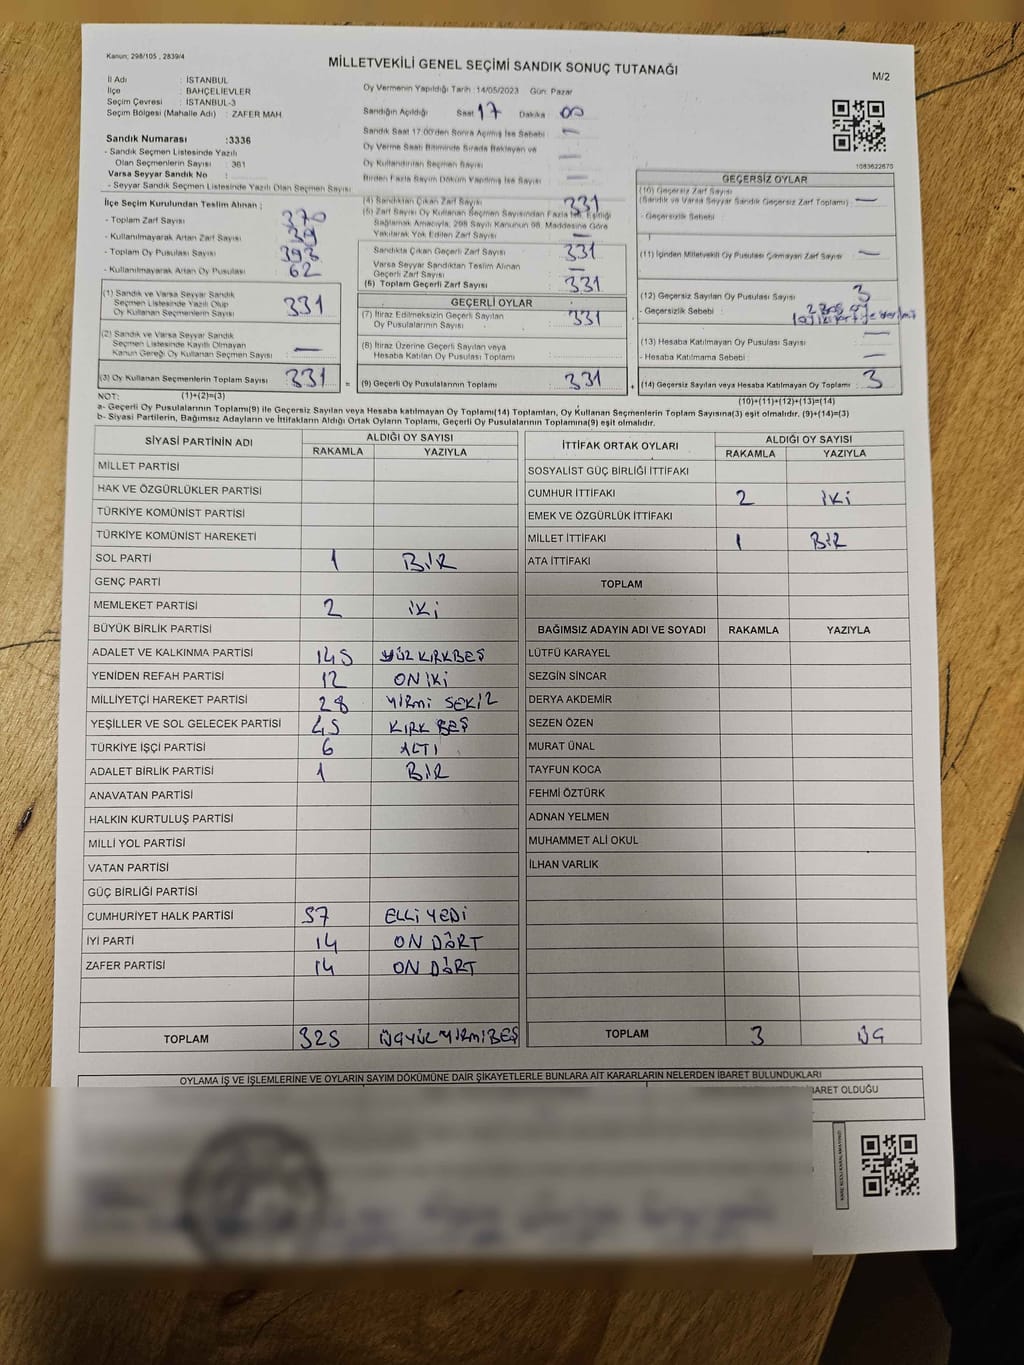 Kanun: 298/105 , 2839/4
MİLLETVEKİLİ GENEL SEÇİMİ SANDIK SONUÇ TUTANAĞI
M/2
İl Adı : İSTANBUL
İlçe : BAHÇELİEVLER
Seçim Çevresi : İSTANBUL-3
Seçim Bölgesi (Mahalle Adı) : ZAFER MAH.
Oy Vermenin Yapıldığı Tarih : 14/05/2023 Gün: Pazar
Sandığın Açıldığı Saat 17 Dakika 00
Sandık Saat 17:00'den Sonra Açılmış İse Sebebi : —
Oy Verme Saati Bitiminde Sırada Bekleyen ve
Oy Kullandırılan Seçmen Sayısı : —
Birden Fazla Sayım Döküm Yapılmış İse Sayısı : —
1083622670
Sandık Numarası :3336
- Sandık Seçmen Listesinde Yazılı
Olan Seçmenlerin Sayısı : 361
Varsa Seyyar Sandık No :
- Seyyar Sandık Seçmen Listesinde Yazılı Olan Seçmen Sayısı
İlçe Seçim Kurulundan Teslim Alınan ;
- Toplam Zarf Sayısı : 370
- Kullanılmayarak Artan Zarf Sayısı : 39
- Toplam Oy Pusulası Sayısı : 393
- Kullanılmayarak Artan Oy Pusulası : 62
(1) Sandık ve Varsa Seyyar Sandık
Seçmen Listesinde Yazılı Olup
Oy Kullanan Seçmenlerin Sayısı : 331
(2) Sandık ve Varsa Seyyar Sandık
Seçmen Listesinde Kayıtlı Olmayan
Kanun Gereği Oy Kullanan Seçmen Sayısı : —
(3) Oy Kullanan Seçmenlerin Toplam Sayısı : 331
(4) Sandıktan Çıkan Zarf Sayısı : 331
(5) Zarf Sayısı Oy Kullanan Seçmen Sayısından Fazla İse, Eşitliği
Sağlamak Amacıyla, 298 Sayılı Kanunun 98. Maddesine Göre
Yakılarak Yok Edilen Zarf Sayısı : —
Sandıkta Çıkan Geçerli Zarf Sayısı : 331
Varsa Seyyar Sandıktan Teslim Alınan
Geçerli Zarf Sayısı : —
(6) Toplam Geçerli Zarf Sayısı : 331
GEÇERLİ OYLAR
(7) İtiraz Edilmeksizin Geçerli Sayılan
Oy Pusulalarının Sayısı : 331
(8) İtiraz Üzerine Geçerli Sayılan veya
Hesaba Katılan Oy Pusulası Toplamı :
= (9) Geçerli Oy Pusulalarının Toplamı : 331
GEÇERSİZ OYLAR
(10) Geçersiz Zarf Sayısı
(Sandık ve Varsa Seyyar Sandık Geçersiz Zarf Toplamı) : —
- Geçersizlik Sebebi :
(11) İçinden Milletvekili Oy Pusulası Çıkmayan Zarf Sayısı : —
(12) Geçersiz Sayılan Oy Pusulası Sayısı : 3
- Geçersizlik Sebebi : 2 Boş oy
(13) Hesaba Katılmayan Oy Pusulası Sayısı : —
- Hesaba Katılmama Sebebi : —
+ (14) Geçersiz Sayılan veya Hesaba Katılmayan Oy Toplamı : 3
NOT: (1)+(2)=(3)
(10)+(11)+(12)+(13)=(14)
a- Geçerli Oy Pusulalarının Toplamı(9) ile Geçersiz Sayılan veya Hesaba katılmayan Oy Toplamı(14) Toplamları, Oy Kullanan Seçmenlerin Toplam Sayısına(3) eşit olmalıdır. (9)+(14)=(3)
b- Siyasi Partilerin, Bağımsız Adayların ve İttifakların Aldığı Ortak Oyların Toplamı, Geçerli Oy Pusulalarının Toplamına(9) eşit olmalıdır.
SİYASİ PARTİNİN ADI
ALDIĞI OY SAYISI
RAKAMLA YAZIYLA
MİLLET PARTİSİ
HAK VE ÖZGÜRLÜKLER PARTİSİ
TÜRKİYE KOMÜNİST PARTİSİ
TÜRKİYE KOMÜNİST HAREKETİ
SOL PARTİ 1 BİR
GENÇ PARTİ
MEMLEKET PARTİSİ 2 İKİ
BÜYÜK BİRLİK PARTİSİ
ADALET VE KALKINMA PARTİSİ 145 YÜZ KIRKBEŞ
YENİDEN REFAH PARTİSİ 12 ONİKİ
MİLLİYETÇİ HAREKET PARTİSİ 28 YİRMİ SEKİZ
YEŞİLLER VE SOL GELECEK PARTİSİ 45 KIRK BEŞ
TÜRKİYE İŞÇİ PARTİSİ 6 ALTI
ADALET BİRLİK PARTİSİ 1 BİR
ANAVATAN PARTİSİ
HALKIN KURTULUŞ PARTİSİ
MİLLİ YOL PARTİSİ
VATAN PARTİSİ
GÜÇ BİRLİĞİ PARTİSİ
CUMHURİYET HALK PARTİSİ 57 ELLİ YEDİ
İYİ PARTİ 14 ON DÖRT
ZAFER PARTİSİ 14 ON DÖRT
TOPLAM 325 ÜÇYÜZYİRMİBEŞ
İTTİFAK ORTAK OYLARI
ALDIĞI OY SAYISI
RAKAMLA YAZIYLA
SOSYALİST GÜÇ BİRLİĞİ İTTİFAKI
CUMHUR İTTİFAKI 2 İKİ
EMEK VE ÖZGÜRLÜK İTTİFAKI
MİLLET İTTİFAKI 1 BİR
ATA İTTİFAKI
TOPLAM
BAĞIMSIZ ADAYIN ADI VE SOYADI RAKAMLA YAZIYLA
LÜTFÜ KARAYEL
SEZGİN SİNCAR
DERYA AKDEMİR
SEZEN ÖZEN
MURAT ÜNAL
TAYFUN KOCA
FEHMİ ÖZTÜRK
ADNAN YELMEN
MUHAMMET ALİ OKUL
İLHAN VARLIK
TOPLAM 3 ÜÇ
OYLAMA İŞ VE İŞLEMLERİNE VE OYLARIN SAYIM DÖKÜMÜNE DAİR ŞİKAYETLERLE BUNLARA AİT KARARLARIN NELERDEN İBARET BULUNDUKLARI
BARET OLDUĞU